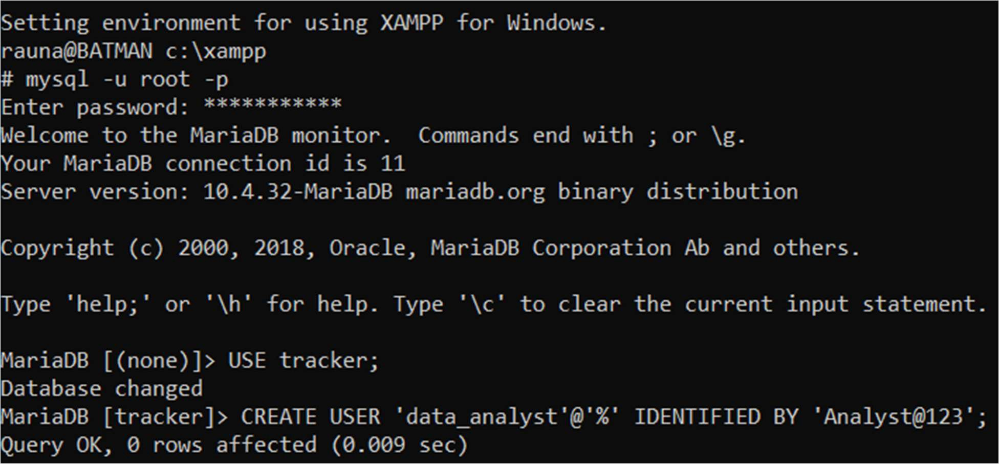 Setting environment for using XAMPP for Windows.
rauna@BATMAN c:\xampp
# mysql -u root -p
Enter password: ***********
Welcome to the MariaDB monitor.  Commands end with ; or \g.
Your MariaDB connection id is 11
Server version: 10.4.32-MariaDB mariadb.org binary distribution
Copyright (c) 2000, 2018, Oracle, MariaDB Corporation Ab and others.
Type 'help;' or '\h' for help. Type '\c' to clear the current input statement.
MariaDB [(none)]> USE tracker;
Database changed
MariaDB [tracker]> CREATE USER 'data_analyst'@'%' IDENTIFIED BY 'Analyst@123';
Query OK, 0 rows affected (0.009 sec)